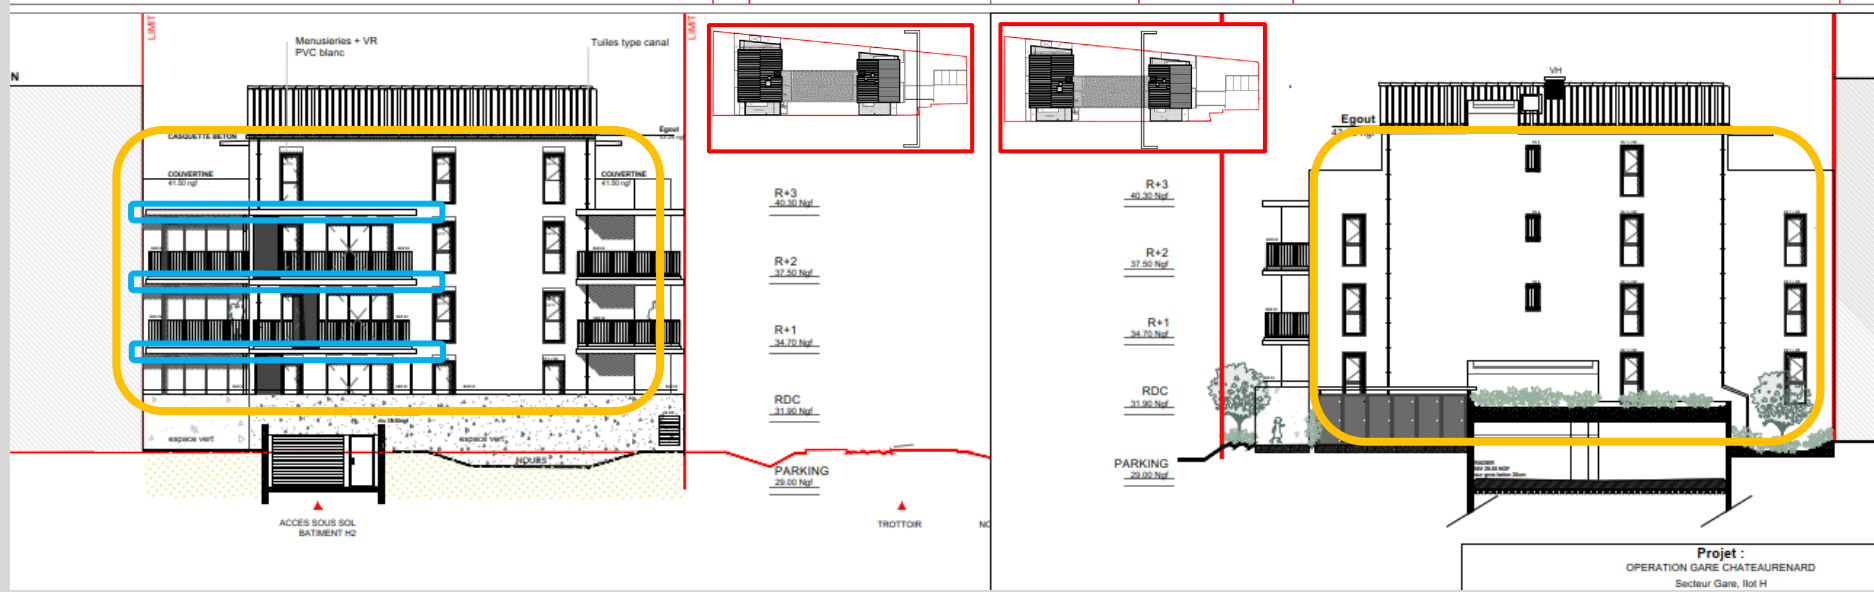 LIMIT
Menusieries + VR
PVC blanc
Tuiles type canal
LIMIT
N
CASQUETTE BETON
Egout
COUVERTINE
41.50 ngf
COUVERTINE
41.50 ngf
R+3
40.30 Ngf
R+2
37.50 Ngf
R+1
34.70 Ngf
RDC
31.90 Ngf
PARKING
29.00 Ngf
espace vert
espace vert
NOUES
ACCES SOUS SOL
BATIMENT H2
TROTTOIR
NO
VH
Egout
R+3
40.30 Ngf
R+2
37.50 Ngf
R+1
34.70 Ngf
RDC
31.90 Ngf
PARKING
29.00 Ngf
Projet :
OPERATION GARE CHATEAURENARD
Secteur Gare, Ilot H